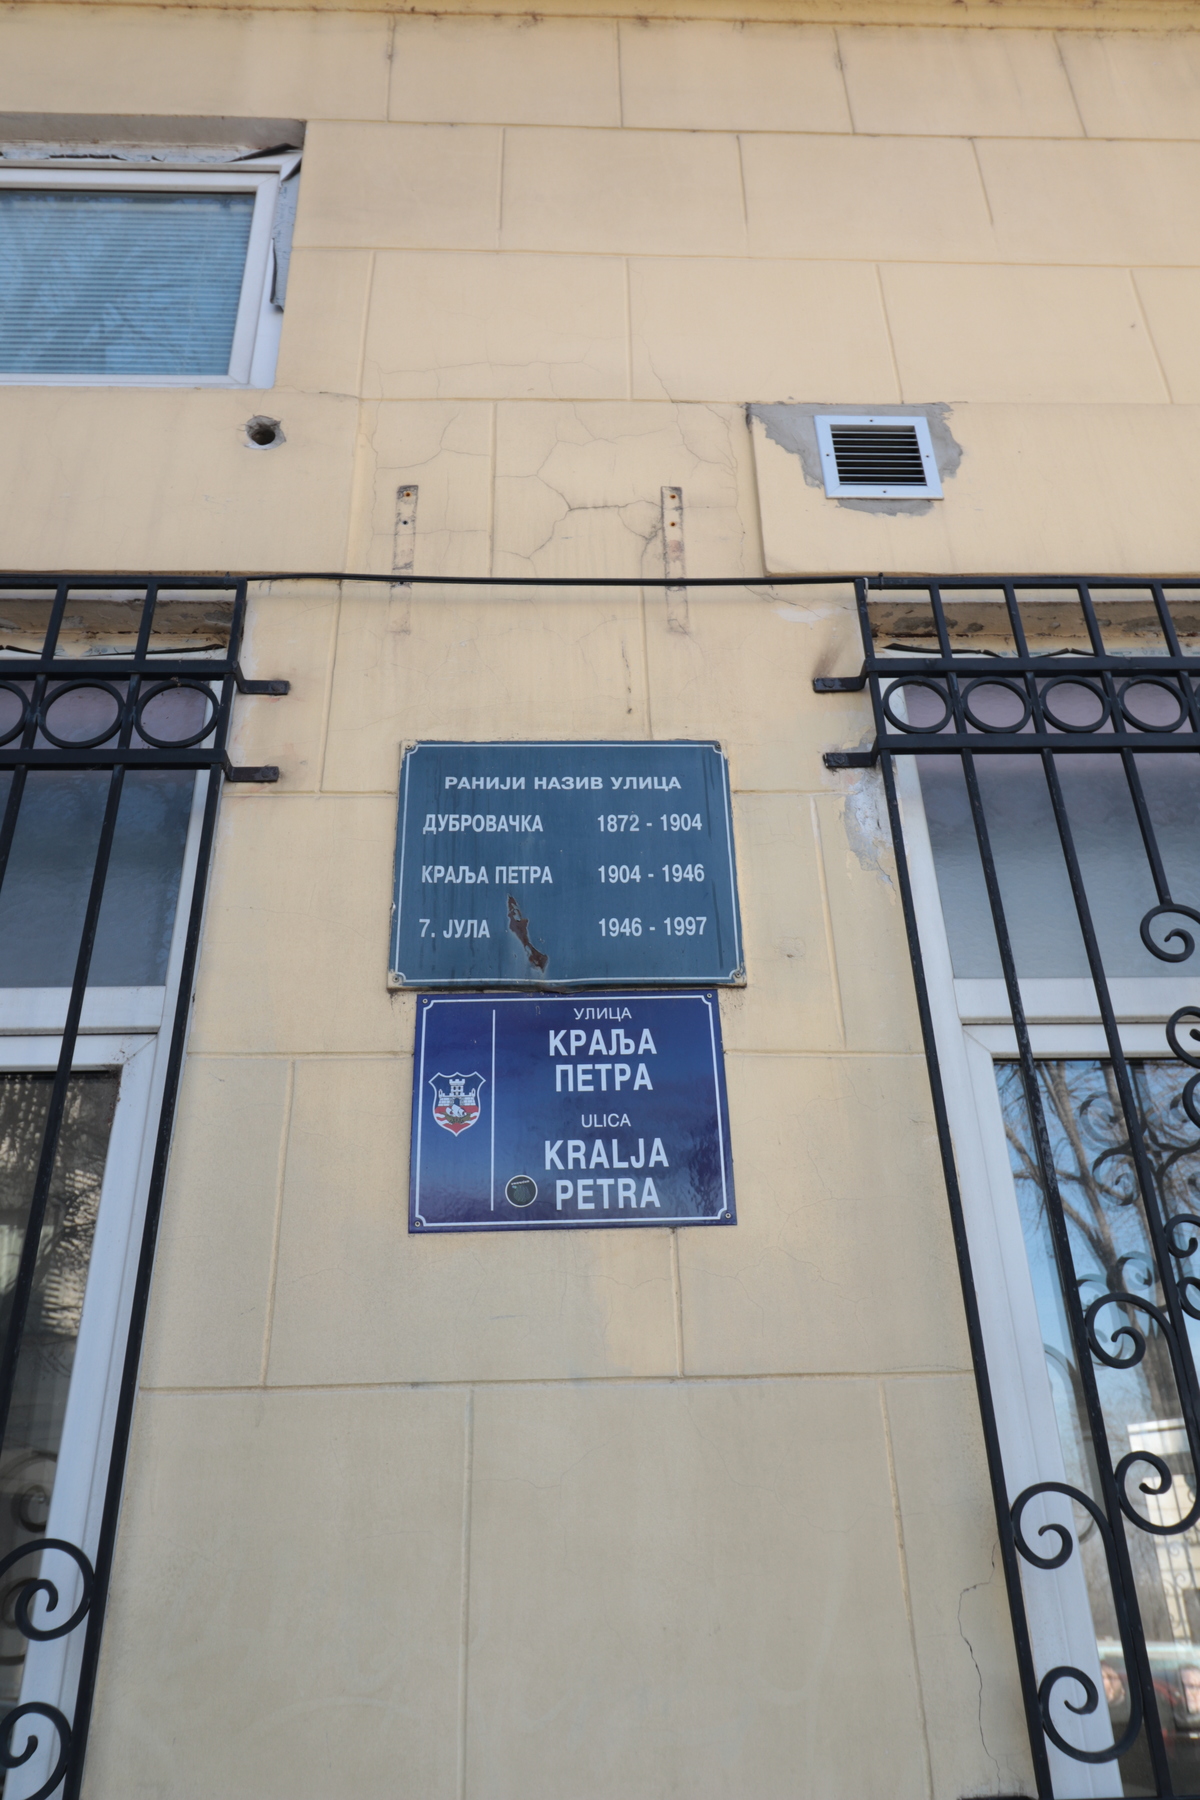 РАНИЈИ НАЗИВ УЛИЦА
ДУБРОВАЧКА 1872 - 1904
КРАЉА ПЕТРА 1904 - 1946
7. ЈУЛА 1946 - 1997
УЛИЦА
КРАЉА
ПЕТРА
ULICA
KRALJA
PETRA